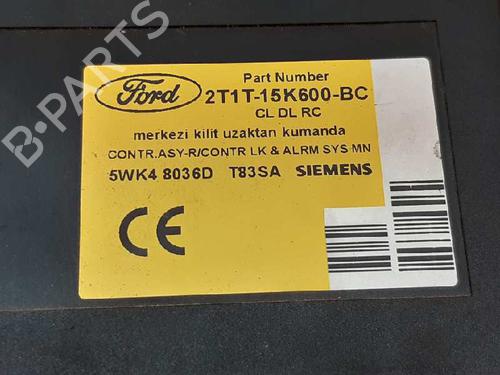 B-PARTS
Ford
Part Number
2T1T-15K600-BC
CL DL RC
merkezi kilit uzaktan kumanda
CONTR.ASY-R/CONTR LK & ALRM SYS MN
5WK4 8036D T83SA SIEMENS
CE